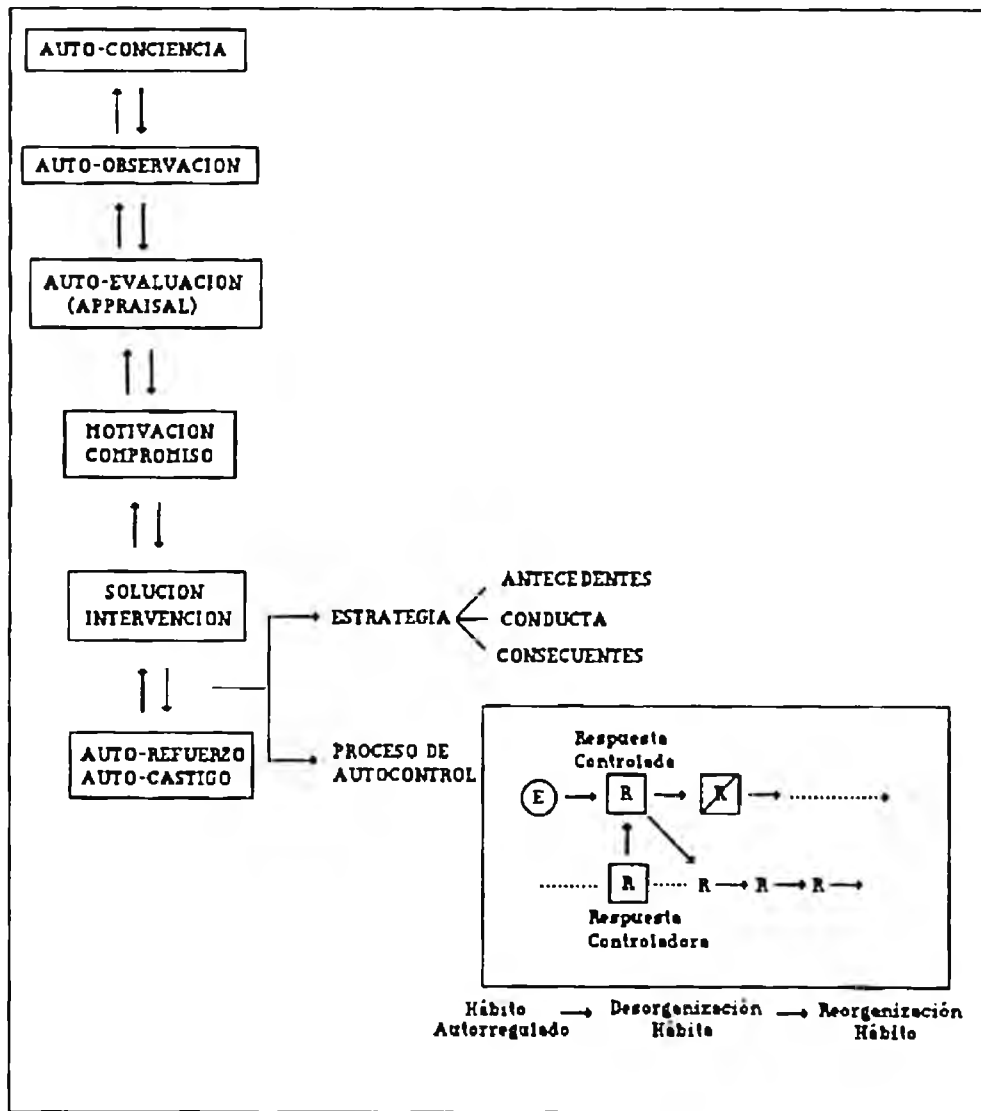 AUTO-CONCIENCIA
AUTO-OBSERVACION
AUTO-EVALUACION
(APPRAISAL)
MOTIVACION
COMPROMISO
SOLUCION
INTERVENCION
AUTO-REFUERZO
AUTO-CASTIGO
ESTRATEGIA
ANTECEDENTES
CONDUCTA
CONSECUENTES
PROCESO DE
AUTOCONTROL
Respuesta
Controlada
E
R
R
R
R
R
R
Respuesta
Controladora
Hábito
Autorregulado
Desorganización
Hábita
Reorganización
Hábito